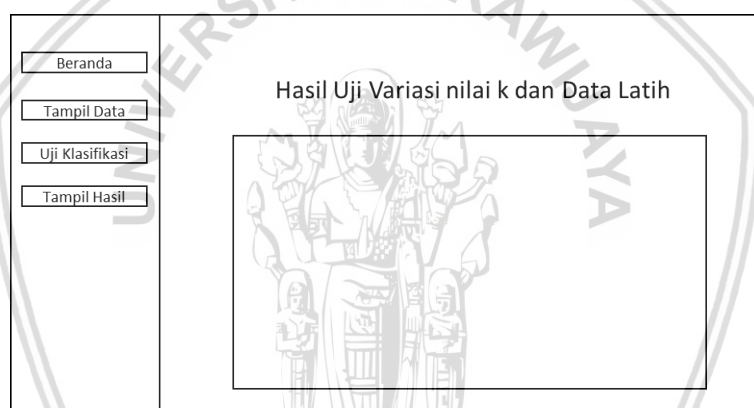 Beranda
Tampil Data
Uji Klasifikasi
Tampil Hasil
Hasil Uji Variasi nilai k dan Data Latih